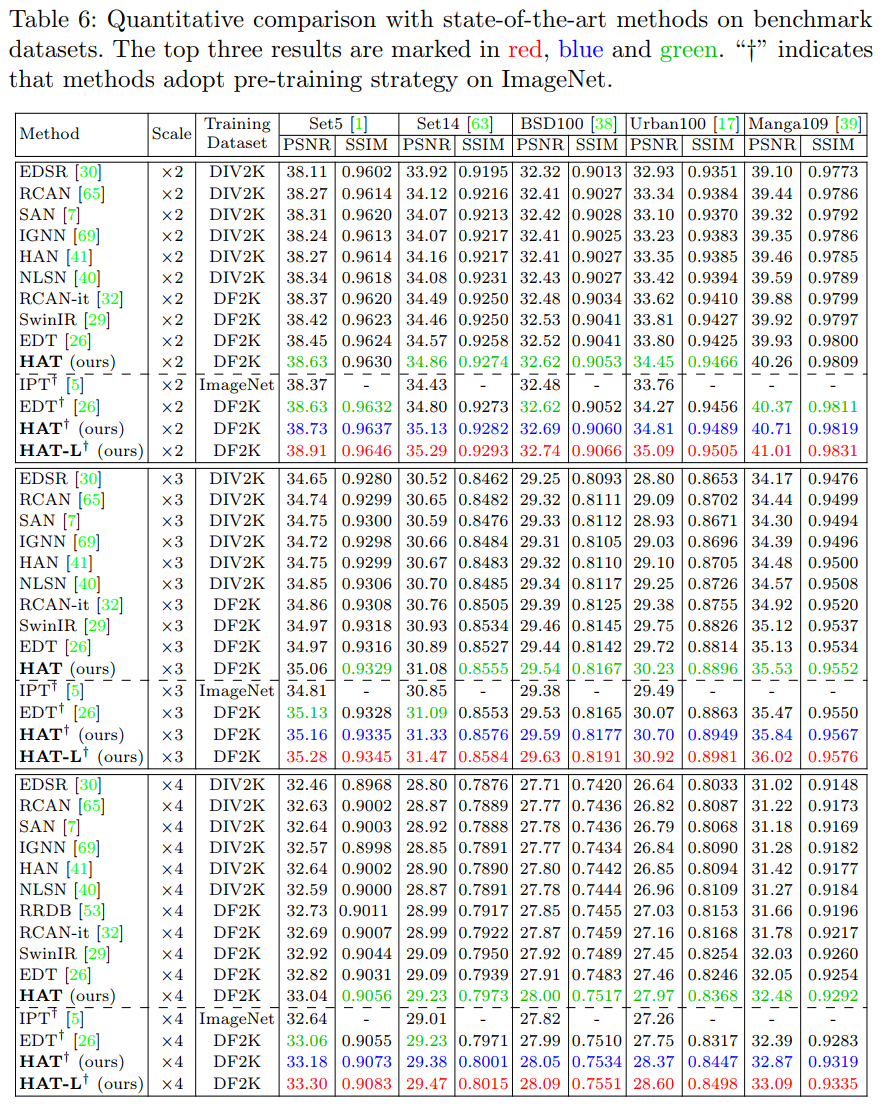 Table 6: Quantitative comparison with state-of-the-art methods on benchmark
datasets. The top three results are marked in red, blue and green. “†” indicates
that methods adopt pre-training strategy on ImageNet.
Method Scale Training Dataset Set5 [1] Set14 [63] BSD100 [38] Urban100 [17] Manga109 [39]
PSNR SSIM PSNR SSIM PSNR SSIM PSNR SSIM PSNR SSIM
EDSR [30] ×2 DIV2K 38.11 0.9602 33.92 0.9195 32.32 0.9013 32.93 0.9351 39.10 0.9773
RCAN [65] ×2 DIV2K 38.27 0.9614 34.12 0.9216 32.41 0.9027 33.34 0.9384 39.44 0.9786
SAN [7] ×2 DIV2K 38.31 0.9620 34.07 0.9213 32.42 0.9028 33.10 0.9370 39.32 0.9792
IGNN [69] ×2 DIV2K 38.24 0.9613 34.07 0.9217 32.41 0.9025 33.23 0.9383 39.35 0.9786
HAN [41] ×2 DIV2K 38.27 0.9614 34.16 0.9217 32.41 0.9027 33.35 0.9385 39.46 0.9785
NLSN [40] ×2 DIV2K 38.34 0.9618 34.08 0.9231 32.43 0.9027 33.42 0.9394 39.59 0.9789
RCAN-it [32] ×2 DF2K 38.37 0.9620 34.49 0.9250 32.48 0.9034 33.62 0.9410 39.88 0.9799
SwinIR [29] ×2 DF2K 38.42 0.9623 34.46 0.9250 32.53 0.9041 33.81 0.9427 39.92 0.9797
EDT [26] ×2 DF2K 38.45 0.9624 34.57 0.9258 32.52 0.9041 33.80 0.9425 39.93 0.9800
HAT (ours) ×2 DF2K 38.63 0.9630 34.86 0.9274 32.62 0.9053 34.45 0.9466 40.26 0.9809
IPT† [5] ×2 ImageNet 38.37 - 34.43 - 32.48 - 33.76 - - -
EDT† [26] ×2 DF2K 38.63 0.9632 34.80 0.9273 32.62 0.9052 34.27 0.9456 40.37 0.9811
HAT† (ours) ×2 DF2K 38.73 0.9637 35.13 0.9282 32.69 0.9060 34.81 0.9489 40.71 0.9819
HAT-L† (ours) ×2 DF2K 38.91 0.9646 35.29 0.9293 32.74 0.9066 35.09 0.9505 41.01 0.9831
EDSR [30] ×3 DIV2K 34.65 0.9280 30.52 0.8462 29.25 0.8093 28.80 0.8653 34.17 0.9476
RCAN [65] ×3 DIV2K 34.74 0.9299 30.65 0.8482 29.32 0.8111 29.09 0.8702 34.44 0.9499
SAN [7] ×3 DIV2K 34.75 0.9300 30.59 0.8476 29.33 0.8112 28.93 0.8671 34.30 0.9494
IGNN [69] ×3 DIV2K 34.72 0.9298 30.66 0.8484 29.31 0.8105 29.03 0.8696 34.39 0.9496
HAN [41] ×3 DIV2K 34.75 0.9299 30.67 0.8483 29.32 0.8110 29.10 0.8705 34.48 0.9500
NLSN [40] ×3 DIV2K 34.85 0.9306 30.70 0.8485 29.34 0.8117 29.25 0.8726 34.57 0.9508
RCAN-it [32] ×3 DF2K 34.86 0.9308 30.76 0.8505 29.39 0.8125 29.38 0.8755 34.92 0.9520
SwinIR [29] ×3 DF2K 34.97 0.9318 30.93 0.8534 29.46 0.8145 29.75 0.8826 35.12 0.9537
EDT [26] ×3 DF2K 34.97 0.9316 30.89 0.8527 29.44 0.8142 29.72 0.8814 35.13 0.9534
HAT (ours) ×3 DF2K 35.06 0.9329 31.08 0.8555 29.54 0.8167 30.23 0.8896 35.53 0.9552
IPT† [5] ×3 ImageNet 34.81 - 30.85 - 29.38 - 29.49 - - -
EDT† [26] ×3 DF2K 35.13 0.9328 31.09 0.8553 29.53 0.8165 30.07 0.8863 35.47 0.9550
HAT† (ours) ×3 DF2K 35.16 0.9335 31.33 0.8576 29.59 0.8177 30.70 0.8949 35.84 0.9567
HAT-L† (ours) ×3 DF2K 35.28 0.9345 31.47 0.8584 29.63 0.8191 30.92 0.8981 36.02 0.9576
EDSR [30] ×4 DIV2K 32.46 0.8968 28.80 0.7876 27.71 0.7420 26.64 0.8033 31.02 0.9148
RCAN [65] ×4 DIV2K 32.63 0.9002 28.87 0.7889 27.77 0.7436 26.82 0.8087 31.22 0.9173
SAN [7] ×4 DIV2K 32.64 0.9003 28.92 0.7888 27.78 0.7436 26.79 0.8068 31.18 0.9169
IGNN [69] ×4 DIV2K 32.57 0.8998 28.85 0.7891 27.77 0.7434 26.84 0.8090 31.28 0.9182
HAN [41] ×4 DIV2K 32.64 0.9002 28.90 0.7890 27.80 0.7442 26.85 0.8094 31.42 0.9177
NLSN [40] ×4 DIV2K 32.59 0.9000 28.87 0.7891 27.78 0.7444 26.96 0.8109 31.27 0.9184
RRDB [53] ×4 DF2K 32.73 0.9011 28.99 0.7917 27.85 0.7455 27.03 0.8153 31.66 0.9196
RCAN-it [32] ×4 DF2K 32.69 0.9007 28.99 0.7922 27.87 0.7459 27.16 0.8168 31.78 0.9217
SwinIR [29] ×4 DF2K 32.92 0.9044 29.09 0.7950 27.92 0.7489 27.45 0.8254 32.03 0.9260
EDT [26] ×4 DF2K 32.82 0.9031 29.09 0.7939 27.91 0.7483 27.46 0.8246 32.05 0.9254
HAT (ours) ×4 DF2K 33.04 0.9056 29.23 0.7973 28.00 0.7517 27.97 0.8368 32.48 0.9292
IPT† [5] ×4 ImageNet 32.64 - 29.01 - 27.82 - 27.26 - - -
EDT† [26] ×4 DF2K 33.06 0.9055 29.23 0.7971 27.99 0.7510 27.75 0.8317 32.39 0.9283
HAT† (ours) ×4 DF2K 33.18 0.9073 29.38 0.8001 28.05 0.7534 28.37 0.8447 32.87 0.9319
HAT-L† (ours) ×4 DF2K 33.30 0.9083 29.47 0.8015 28.09 0.7551 28.60 0.8498 33.09 0.9335